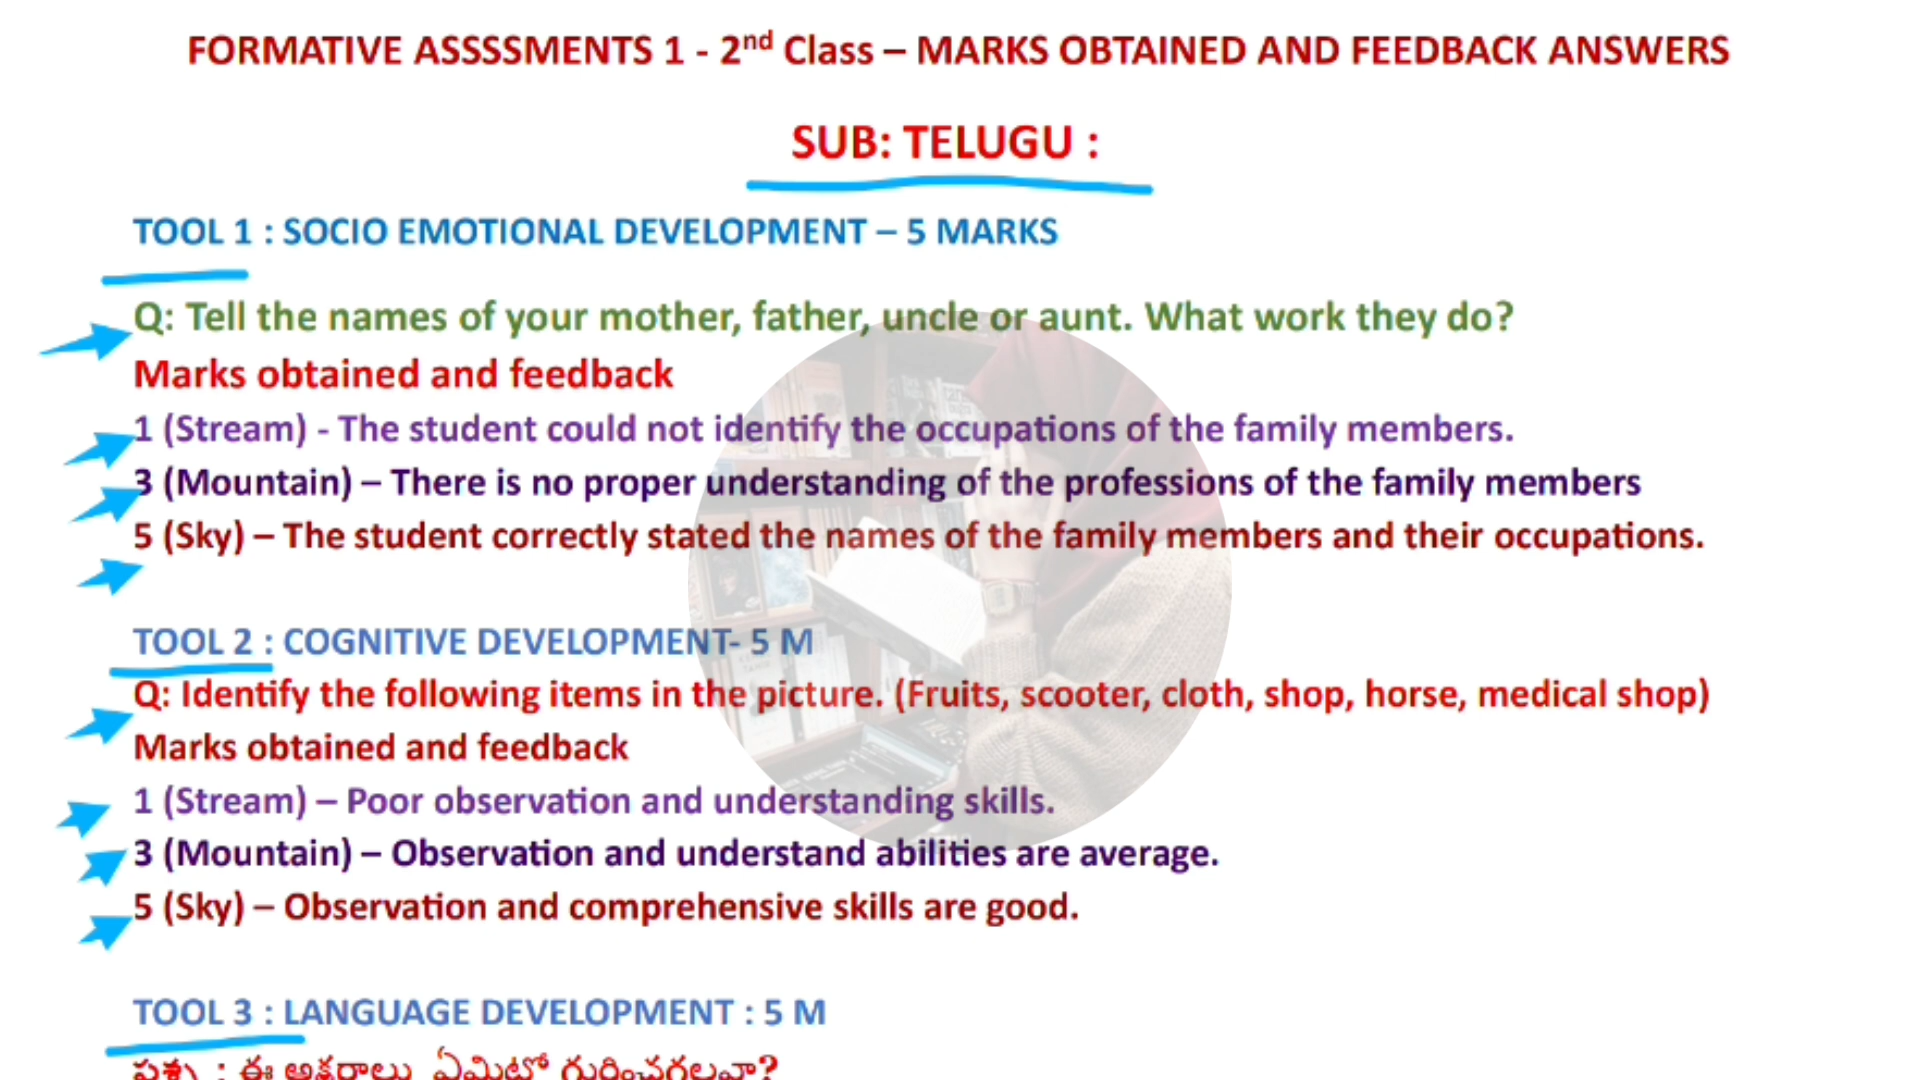 FORMATIVE ASSSSMENTS 1 - 2nd Class – MARKS OBTAINED AND FEEDBACK ANSWERS
SUB: TELUGU :
TOOL 1 : SOCIO EMOTIONAL DEVELOPMENT – 5 MARKS
Q: Tell the names of your mother, father, uncle or aunt. What work they do?
Marks obtained and feedback
1 (Stream) - The student could not identify the occupations of the family members.
3 (Mountain) – There is no proper understanding of the professions of the family members
5 (Sky) – The student correctly stated the names of the family members and their occupations.
TOOL 2 : COGNITIVE DEVELOPMENT- 5 M
Q: Identify the following items in the picture. (Fruits, scooter, cloth, shop, horse, medical shop)
Marks obtained and feedback
1 (Stream) – Poor observation and understanding skills.
3 (Mountain) – Observation and understand abilities are average.
5 (Sky) – Observation and comprehensive skills are good.
TOOL 3 : LANGUAGE DEVELOPMENT : 5 M
ప్రశ్న : ఈ అక్షరాలు ఏమిటో గుర్తించగలవా?